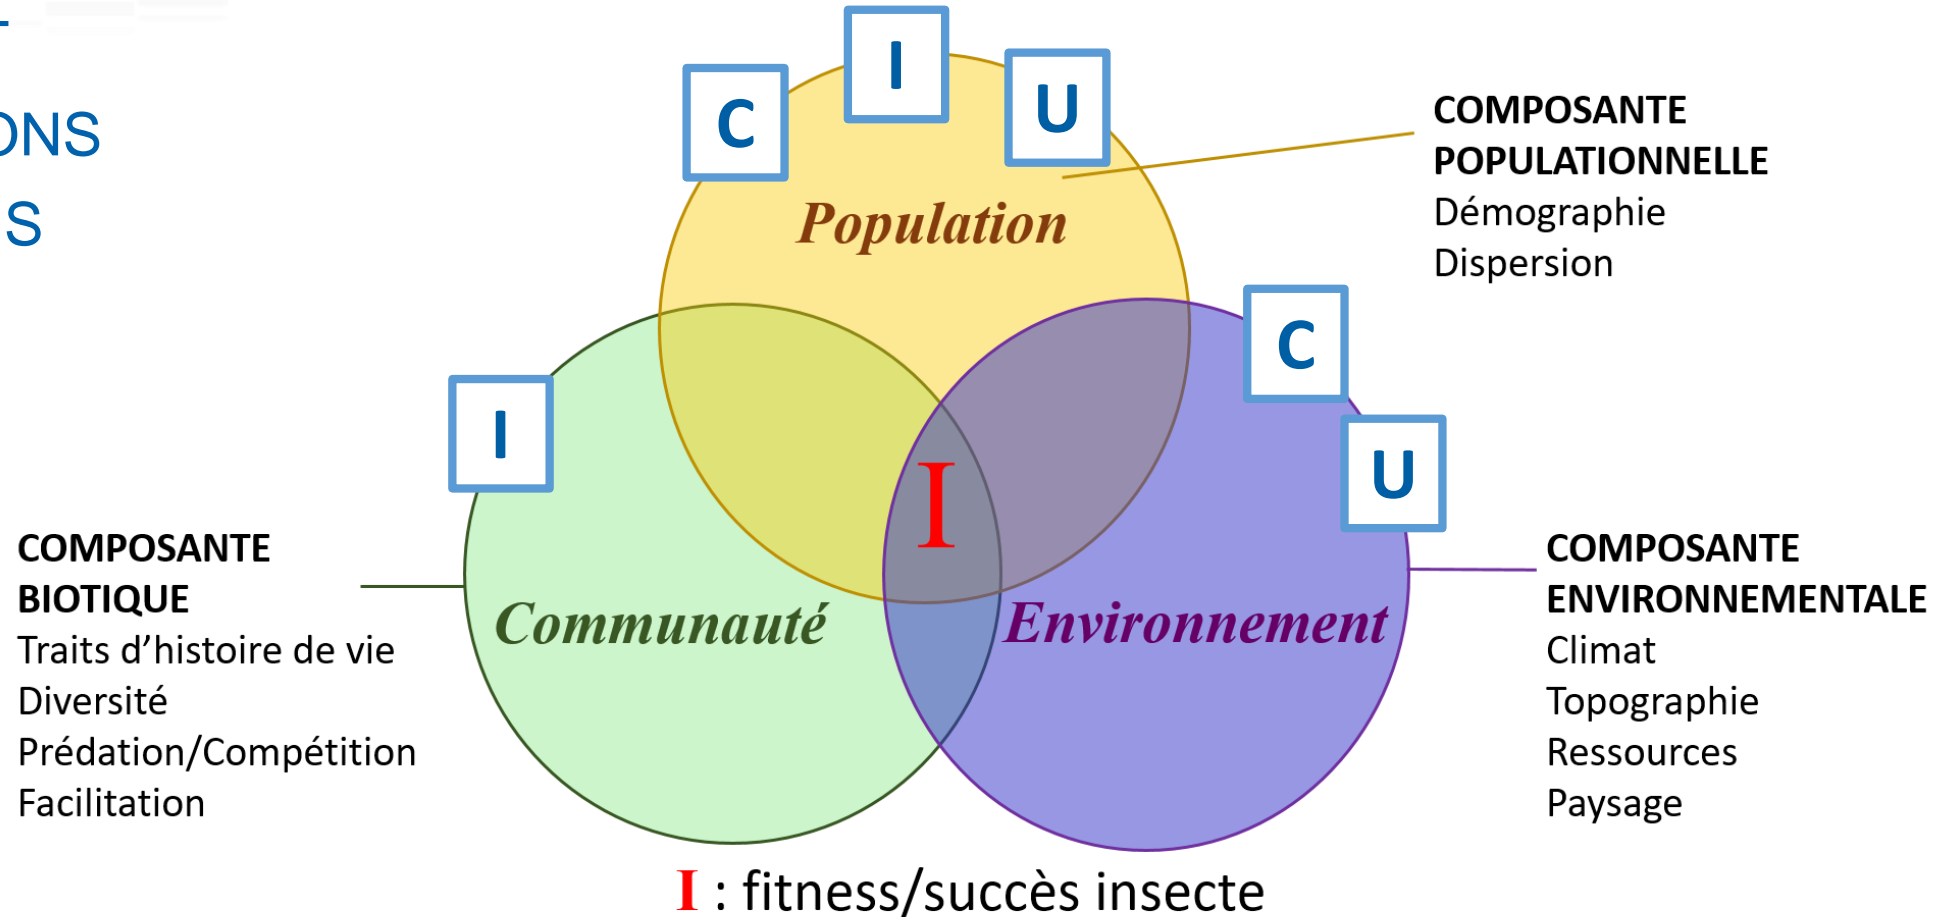 ONS
S
C
I
U
Population
COMPOSANTE
POPULATIONNELLE
Démographie
Dispersion
C
U
I
I
COMPOSANTE
BIOTIQUE
Traits d’histoire de vie
Diversité
Prédation/Compétition
Facilitation
Communauté
Environnement
COMPOSANTE
ENVIRONNEMENTALE
Climat
Topographie
Ressources
Paysage
I : fitness/succès insecte